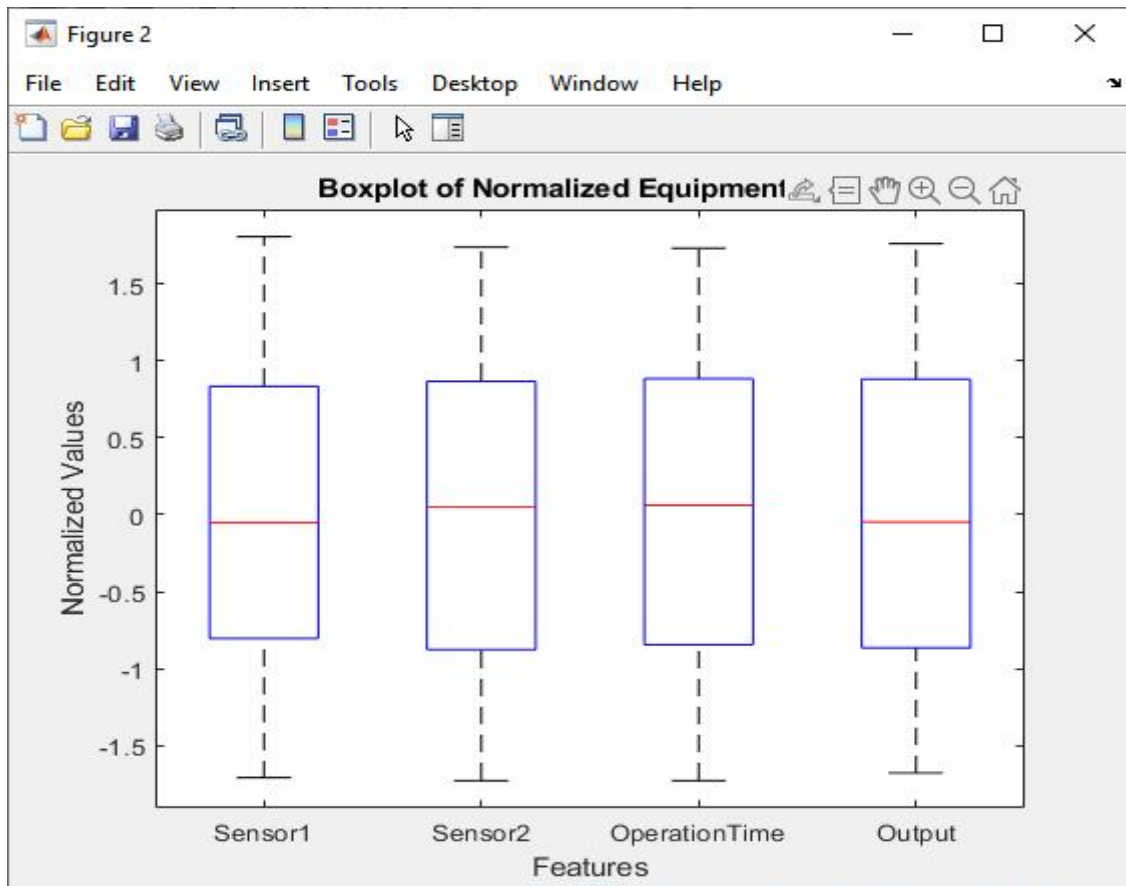 Figure 2
File Edit View Insert Tools Desktop Window Help
Boxplot of Normalized Equipment
1.5
1
0.5
0
-0.5
-1
-1.5
Normalized Values
Sensor1 Sensor2 OperationTime Output
Features